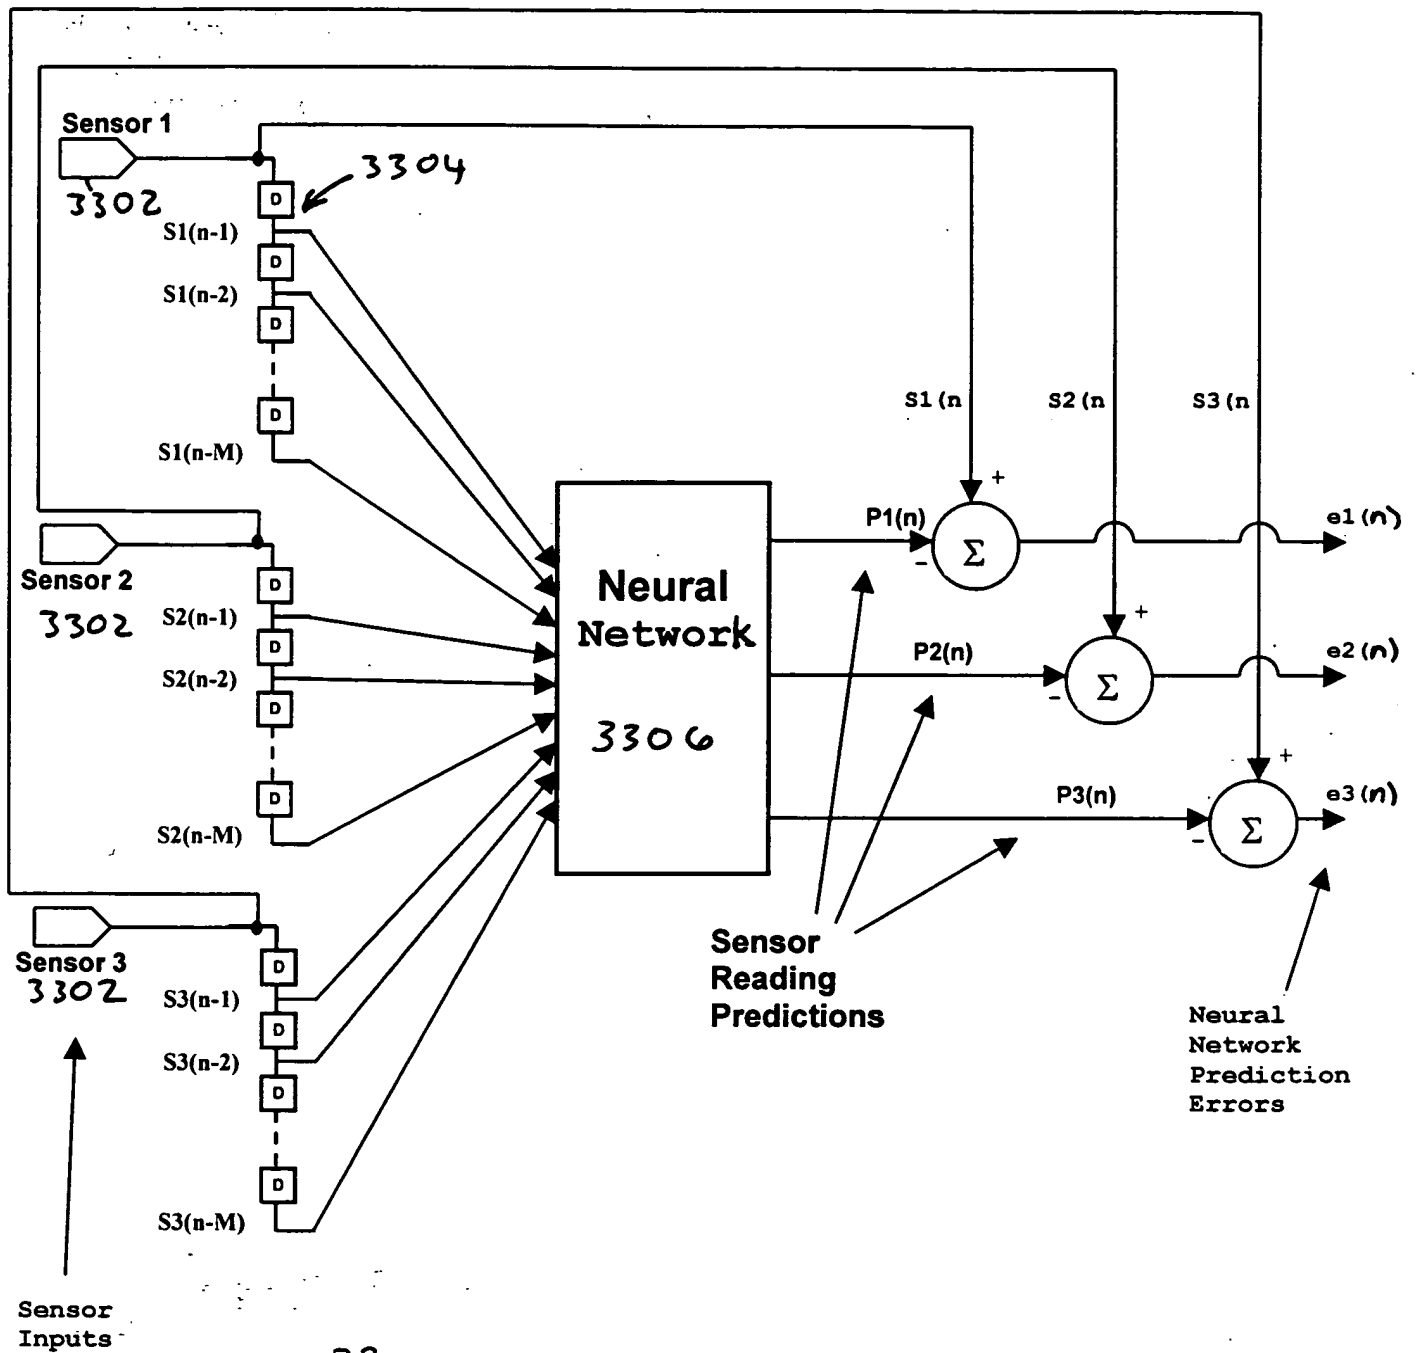 Sensor 1
3302
3304
D
S1(n-1)
D
S1(n-2)
D
D
S1(n-M)
S1(n
S2(n
S3(n
Sensor 2
3302
D
S2(n-1)
D
S2(n-2)
D
D
S2(n-M)
Sensor 3
3302
D
S3(n-1)
D
S3(n-2)
D
D
S3(n-M)
Sensor
Inputs
Neural
Network
3306
P1(n)
+
-
Σ
e1(n)
P2(n)
+
-
Σ
e2(n)
P3(n)
+
-
Σ
e3(n)
Sensor
Reading
Predictions
Neural
Network
Prediction
Errors